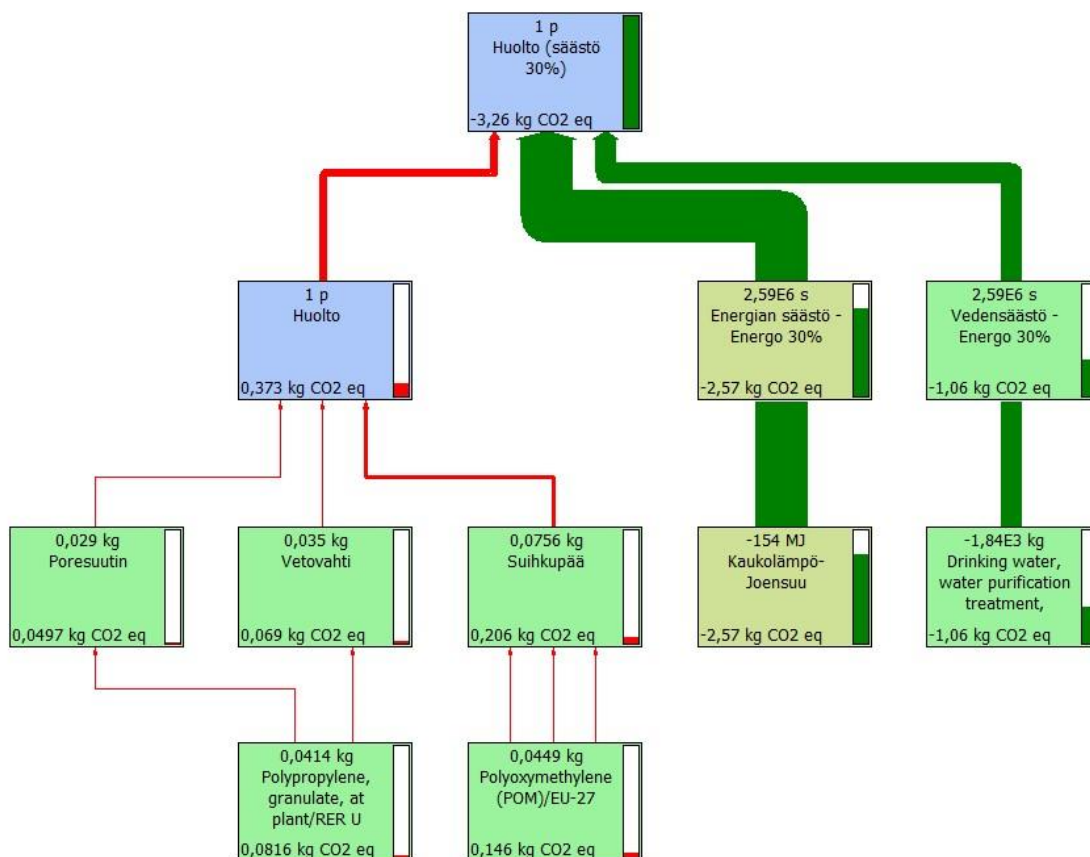 1 p
Huolto (säästö
30%)
-3,26 kg CO2 eq
1 p
Huolto
0,373 kg CO2 eq
2,59E6 s
Energian säästö -
Energo 30%
-2,57 kg CO2 eq
2,59E6 s
Vedensäästö -
Energo 30%
-1,06 kg CO2 eq
0,029 kg
Poresuutin
0,0497 kg CO2 eq
0,035 kg
Vetovahti
0,069 kg CO2 eq
0,0756 kg
Suihkupää
0,206 kg CO2 eq
-154 MJ
Kaukolämpö-
Joensuu
-2,57 kg CO2 eq
-1,84E3 kg
Drinking water,
water purification
treatment,
-1,06 kg CO2 eq
0,0414 kg
Polypropylene,
granulate, at
plant/RER U
0,0816 kg CO2 eq
0,0449 kg
Polyoxymethylene
(POM)/EU-27
0,146 kg CO2 eq